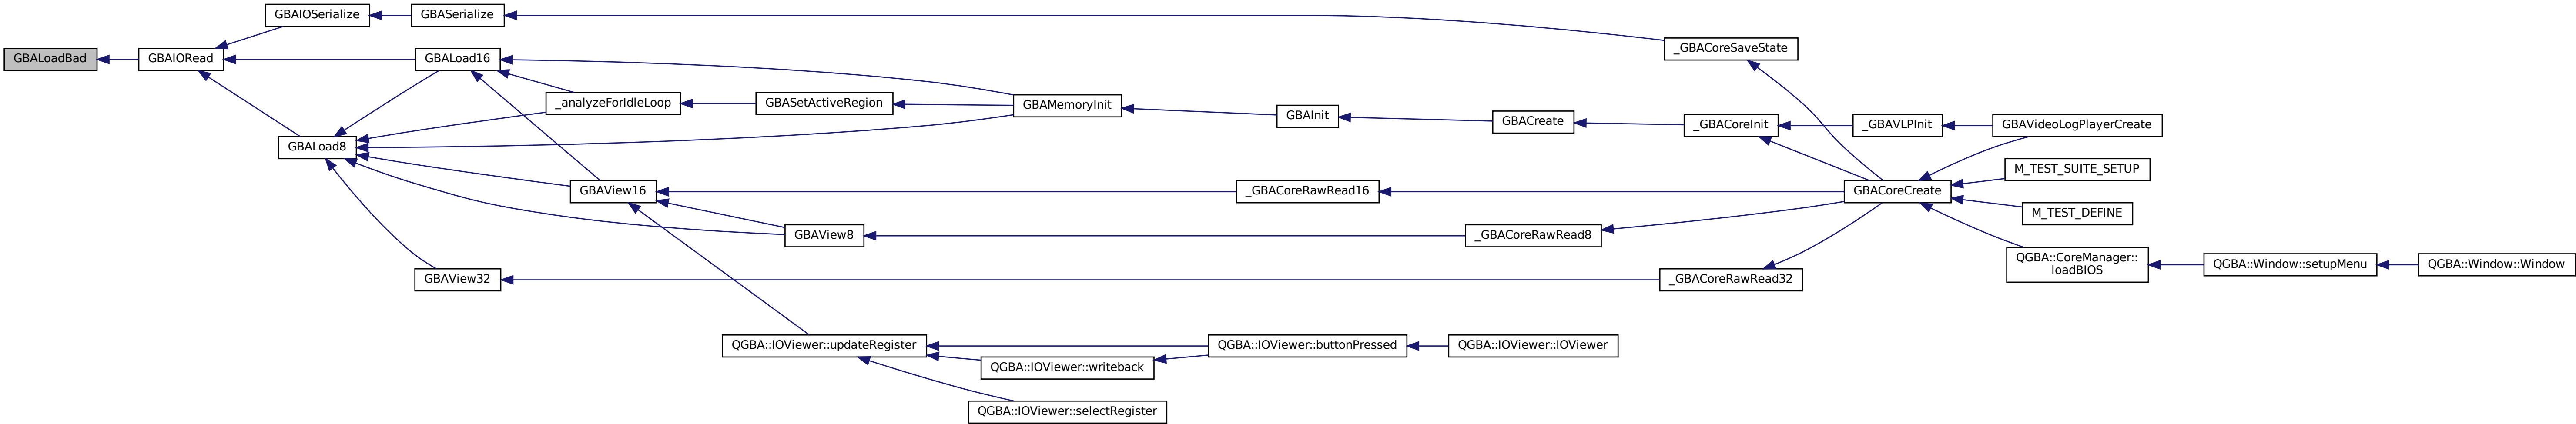 GBAIOSerialize
GBASerialize
_GBACoreSaveState
GBALoadBad
GBAIORead
GBALoad16
_analyzeForIdleLoop
GBASetActiveRegion
GBAMemoryInit
GBAInit
GBACreate
_GBACoreInit
_GBAVLPInit
GBAVideoLogPlayerCreate
GBALoad8
M_TEST_SUITE_SETUP
GBAView16
_GBACoreRawRead16
GBACoreCreate
M_TEST_DEFINE
GBAView8
_GBACoreRawRead8
QGBA::CoreManager::
loadBIOS
QGBA::Window::setupMenu
QGBA::Window::Window
GBAView32
_GBACoreRawRead32
QGBA::IOViewer::updateRegister
QGBA::IOViewer::buttonPressed
QGBA::IOViewer::IOViewer
QGBA::IOViewer::writeback
QGBA::IOViewer::selectRegister